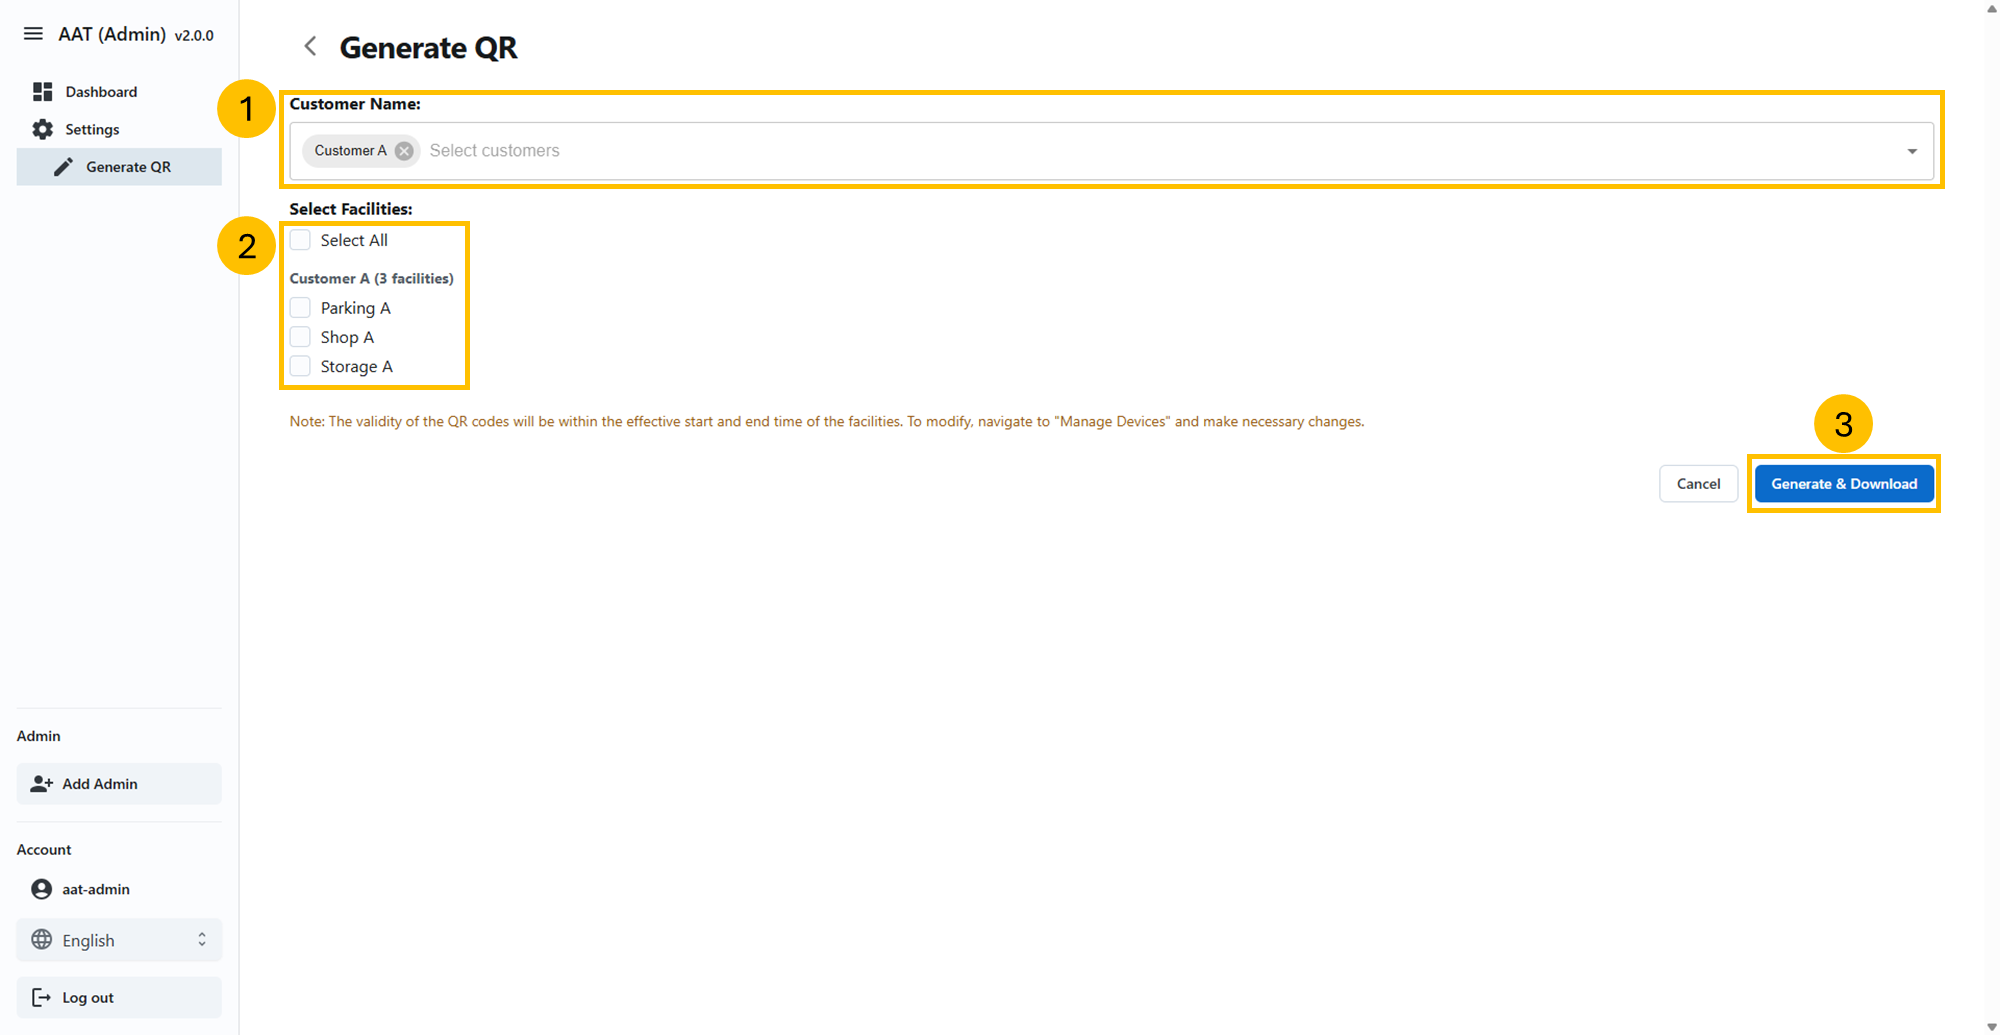 AAT (Admin) v2.0.0
Dashboard
Settings
Generate QR
Admin
Add Admin
Account
aat-admin
English
Log out
Generate QR
1
Customer Name:
Customer A Select customers
Select Facilities:
2
Select All
Customer A (3 facilities)
Parking A
Shop A
Storage A
Note: The validity of the QR codes will be within the effective start and end time of the facilities. To modify, navigate to "Manage Devices" and make necessary changes.
3
Cancel
Generate & Download